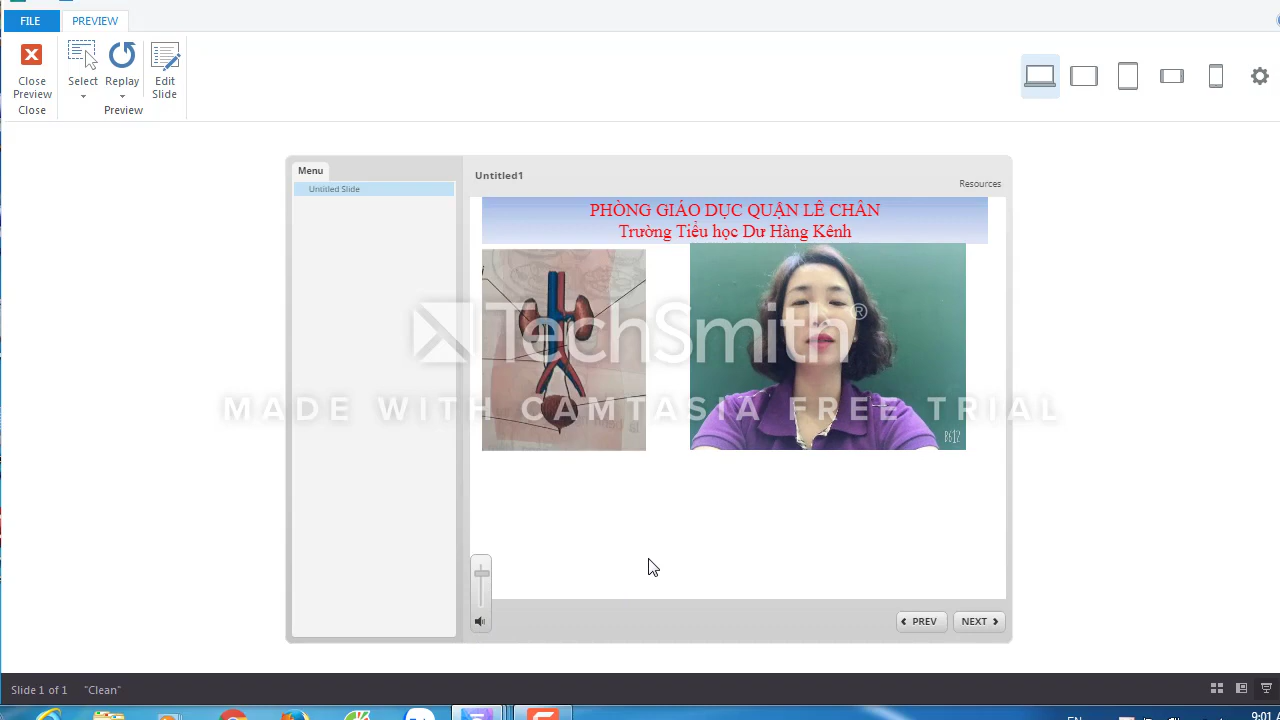 FILE
PREVIEW
Close Preview
Select
Replay
Edit Slide
Close
Preview
Menu
Untitled Slide
Untitled1
Resources
PHÒNG GIÁO DỤC QUẬN LÊ CHÂN
Trường Tiểu học Dư Hàng Kênh
TechSmith®
MADE WITH CAMTASIA FREE TRIAL
B612
PREV
NEXT
Slide 1 of 1
"Clean"
EN